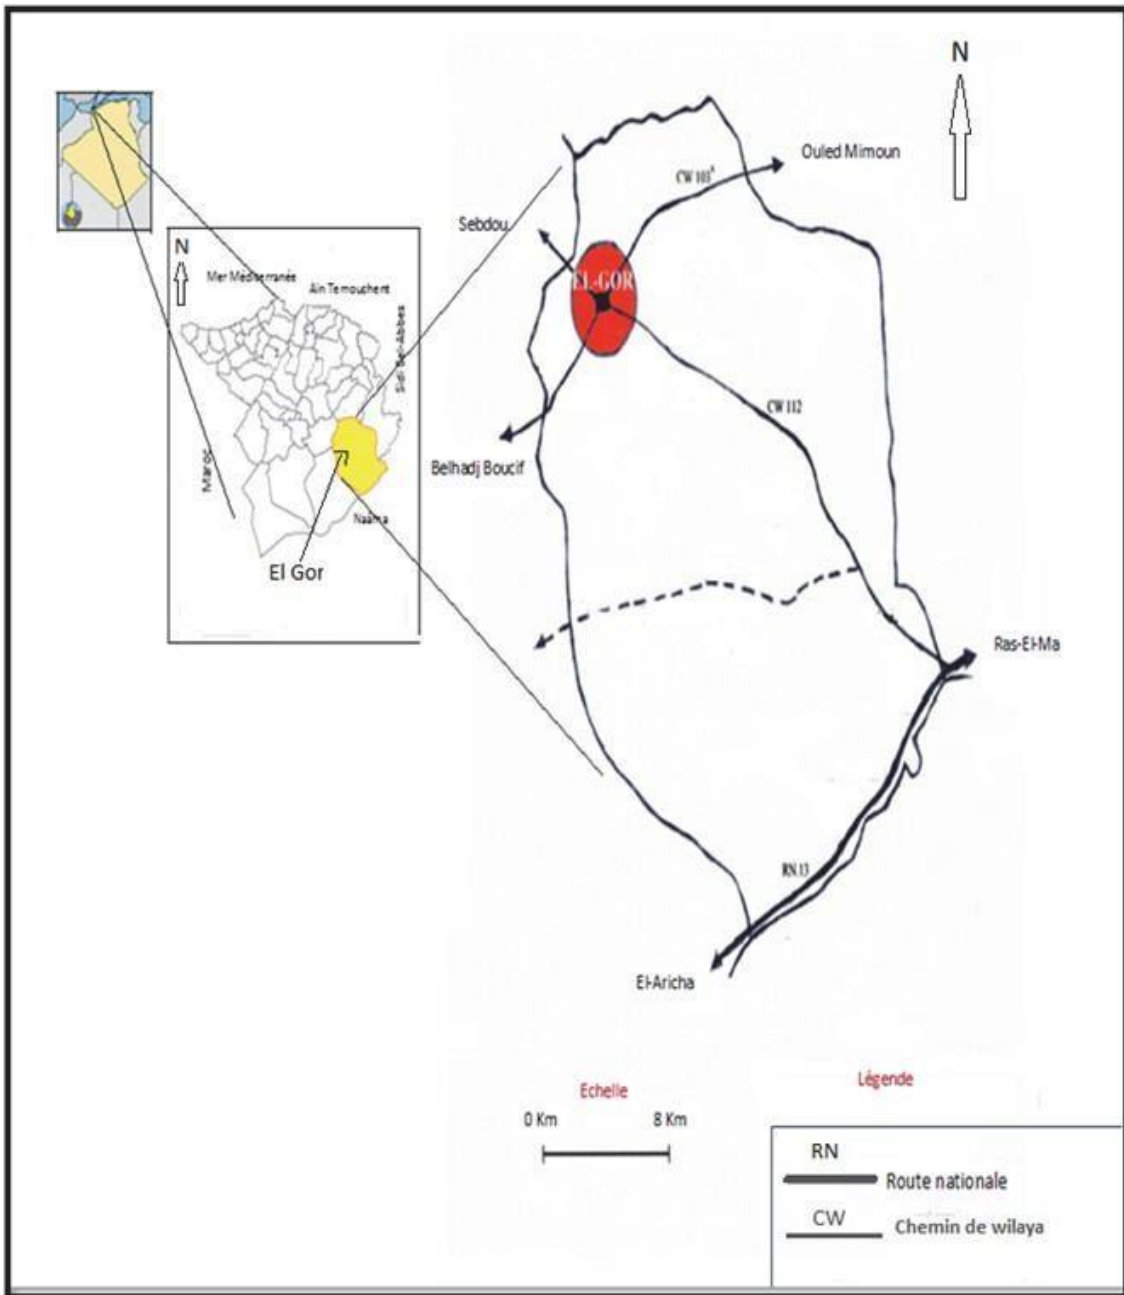 N
Ouled Mimoun
CW 103A
Sebdou
EL-GOR
N
Mer Méditerranée
Ain Temouchent
Sidi Bel-Abbes
Maroc
Naâma
El Gor
CW 112
Belhadj Boucif
Ras-El-Ma
RN 13
El-Aricha
Echelle
Légende
0 Km 8 Km
RN
Route nationale
CW
Chemin de wilaya